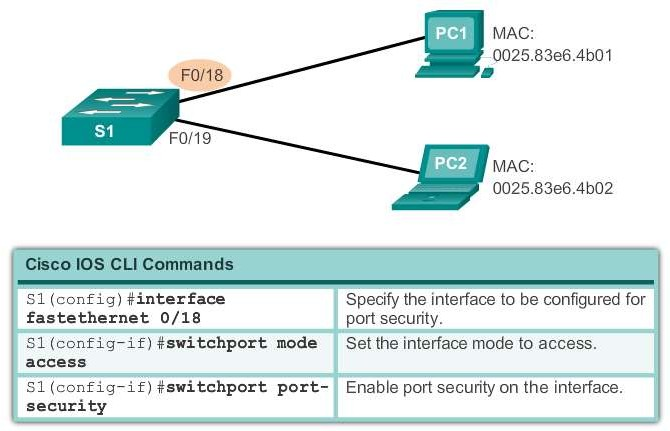 PC1
MAC:
0025.83e6.4b01
F0/18
S1
F0/19
PC2
MAC:
0025.83e6.4b02
Cisco IOS CLI Commands
S1(config)#interface
fastethernet 0/18
Specify the interface to be configured for
port security.
S1(config-if)#switchport mode
access
Set the interface mode to access.
S1(config-if)#switchport port-
security
Enable port security on the interface.